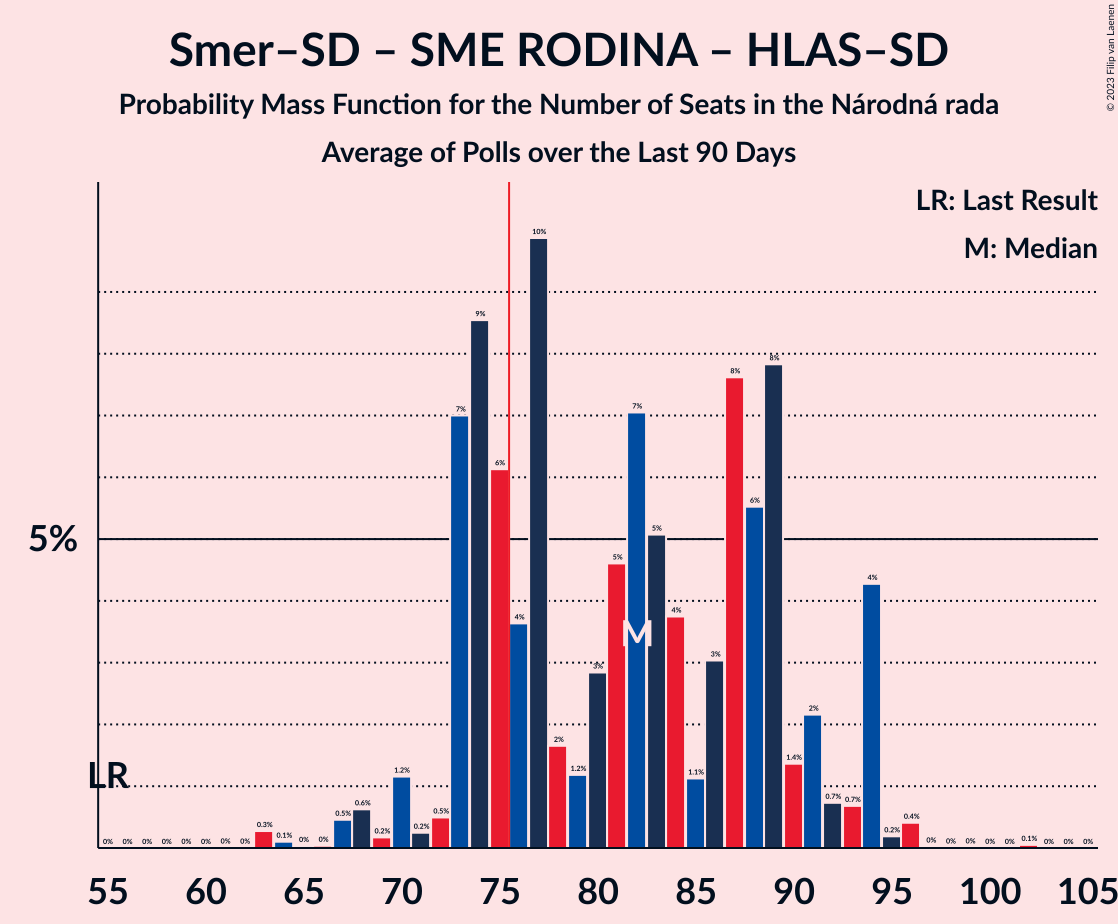 Smer–SD – SME RODINA – HLAS–SD
Probability Mass Function for the Number of Seats in the Národná rada
Average of Polls over the Last 90 Days
© 2023 Filip van Laenen
LR: Last Result
M: Median
5%
LR
M
0% 0% 0% 0% 0% 0% 0% 0% 0.3% 0.1% 0% 0% 0.5% 0.6% 0.2% 1.2% 0.2% 0.5% 7% 9% 6% 4% 10% 2% 1.2% 3% 5% 7% 5% 4% 1.1% 3% 8% 6% 8% 1.4% 2% 0.7% 0.7% 4% 0.2% 0.4% 0% 0% 0% 0% 0% 0.1% 0% 0% 0%
55 60 65 70 75 80 85 90 95 100 105